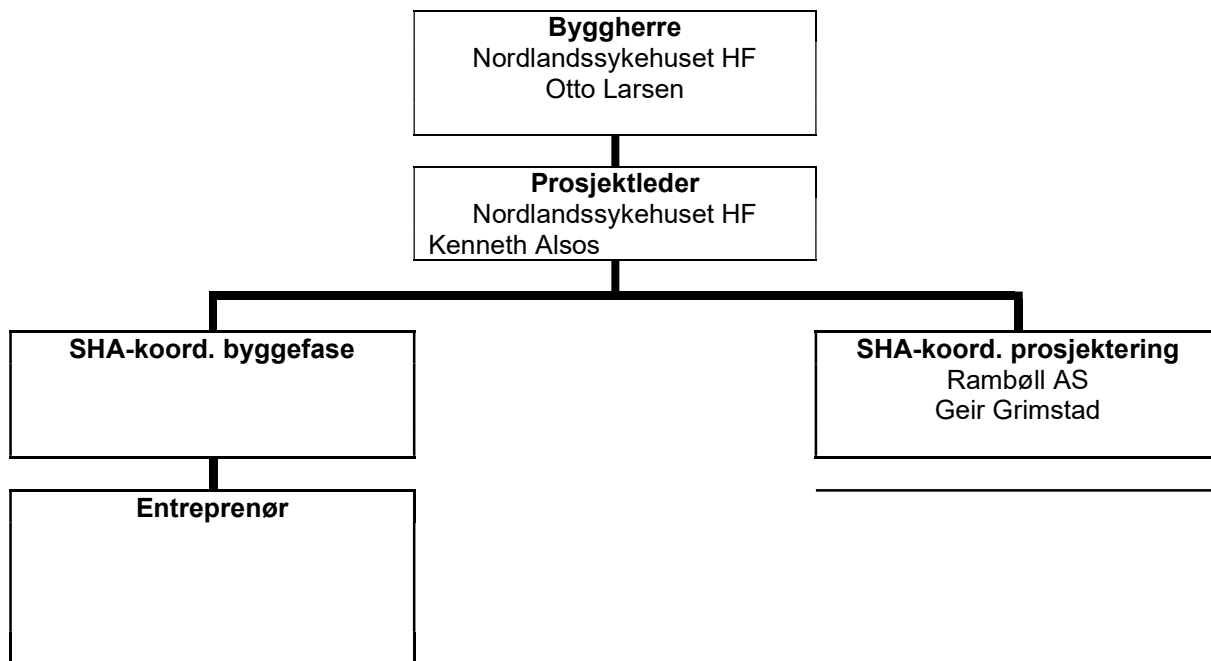 Byggherre
Nordlandssykehuset HF
Otto Larsen
Prosjektleder
Nordlandssykehuset HF
Kenneth Alsos
SHA-koord. byggefase
SHA-koord. prosjektering
Rambøll AS
Geir Grimstad
Entreprenør